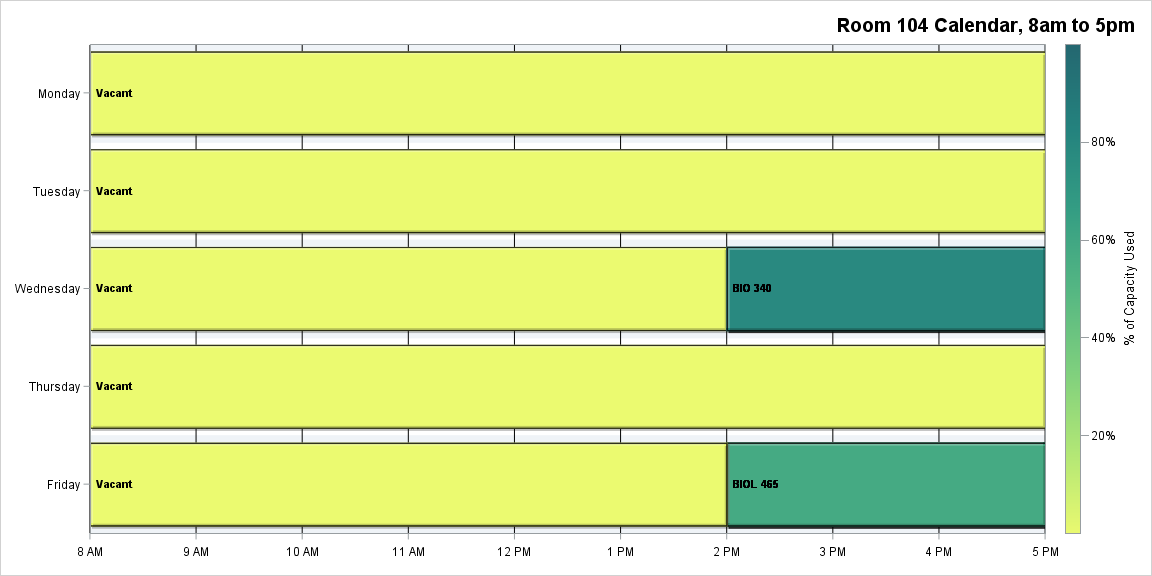 Room 104 Calendar, 8am to 5pm
Monday
Vacant
Tuesday
Vacant
Wednesday
Vacant
BIO 340
Thursday
Vacant
Friday
Vacant
BIOL 465
8 AM
9 AM
10 AM
11 AM
12 PM
1 PM
2 PM
3 PM
4 PM
5 PM
80%
60%
40%
20%
% of Capacity Used